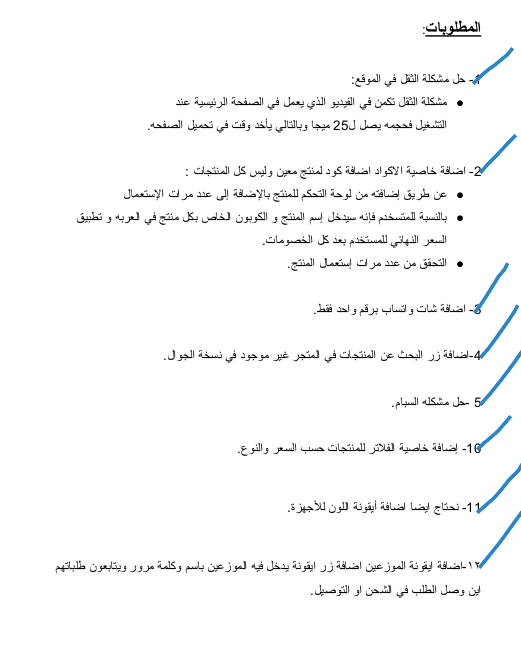 المطلوبات:
1- حل مشكلة الثقل في الموقع:
● مشكلة الثقل تكمن في الفيديو الذي يعمل في الصفحة الرئيسية عند
التشغيل فحجمه يصل ل25 ميجا وبالتالي يأخد وقت في تحميل الصفحه.
2- اضافة خاصية الاكواد اضافة كود لمنتج معين وليس كل المنتجات :
● عن طريق إضافته من لوحة التحكم للمنتج بالإضافة إلى عدد مرات الإستعمال
● بالنسبة للمتسخدم فإنه سيدخل إسم المنتج و الكوبون الخاص بكل منتج في العربه و تطبيق
السعر النهائي للمستخدم بعد كل الخصومات.
● التحقق من عدد مرات إستعمال المنتج.
3- اضافة شات واتساب برقم واحد فقط.
4-اضافة زر البحث عن المنتجات في المتجر غير موجود في نسخة الجوال.
5 -حل مشكله السبام.
10- إضافة خاصية الفلاتر للمنتجات حسب السعر والنوع.
11- نحتاج ايضا اضافة أيقونة اللون للأجهزة.
١٢-اضافة ايقونة الموزعين اضافة زر ايقونة يدخل فيه الموزعين باسم وكلمة مرور ويتابعون طلباتهم
اين وصل الطلب في الشحن او التوصيل.